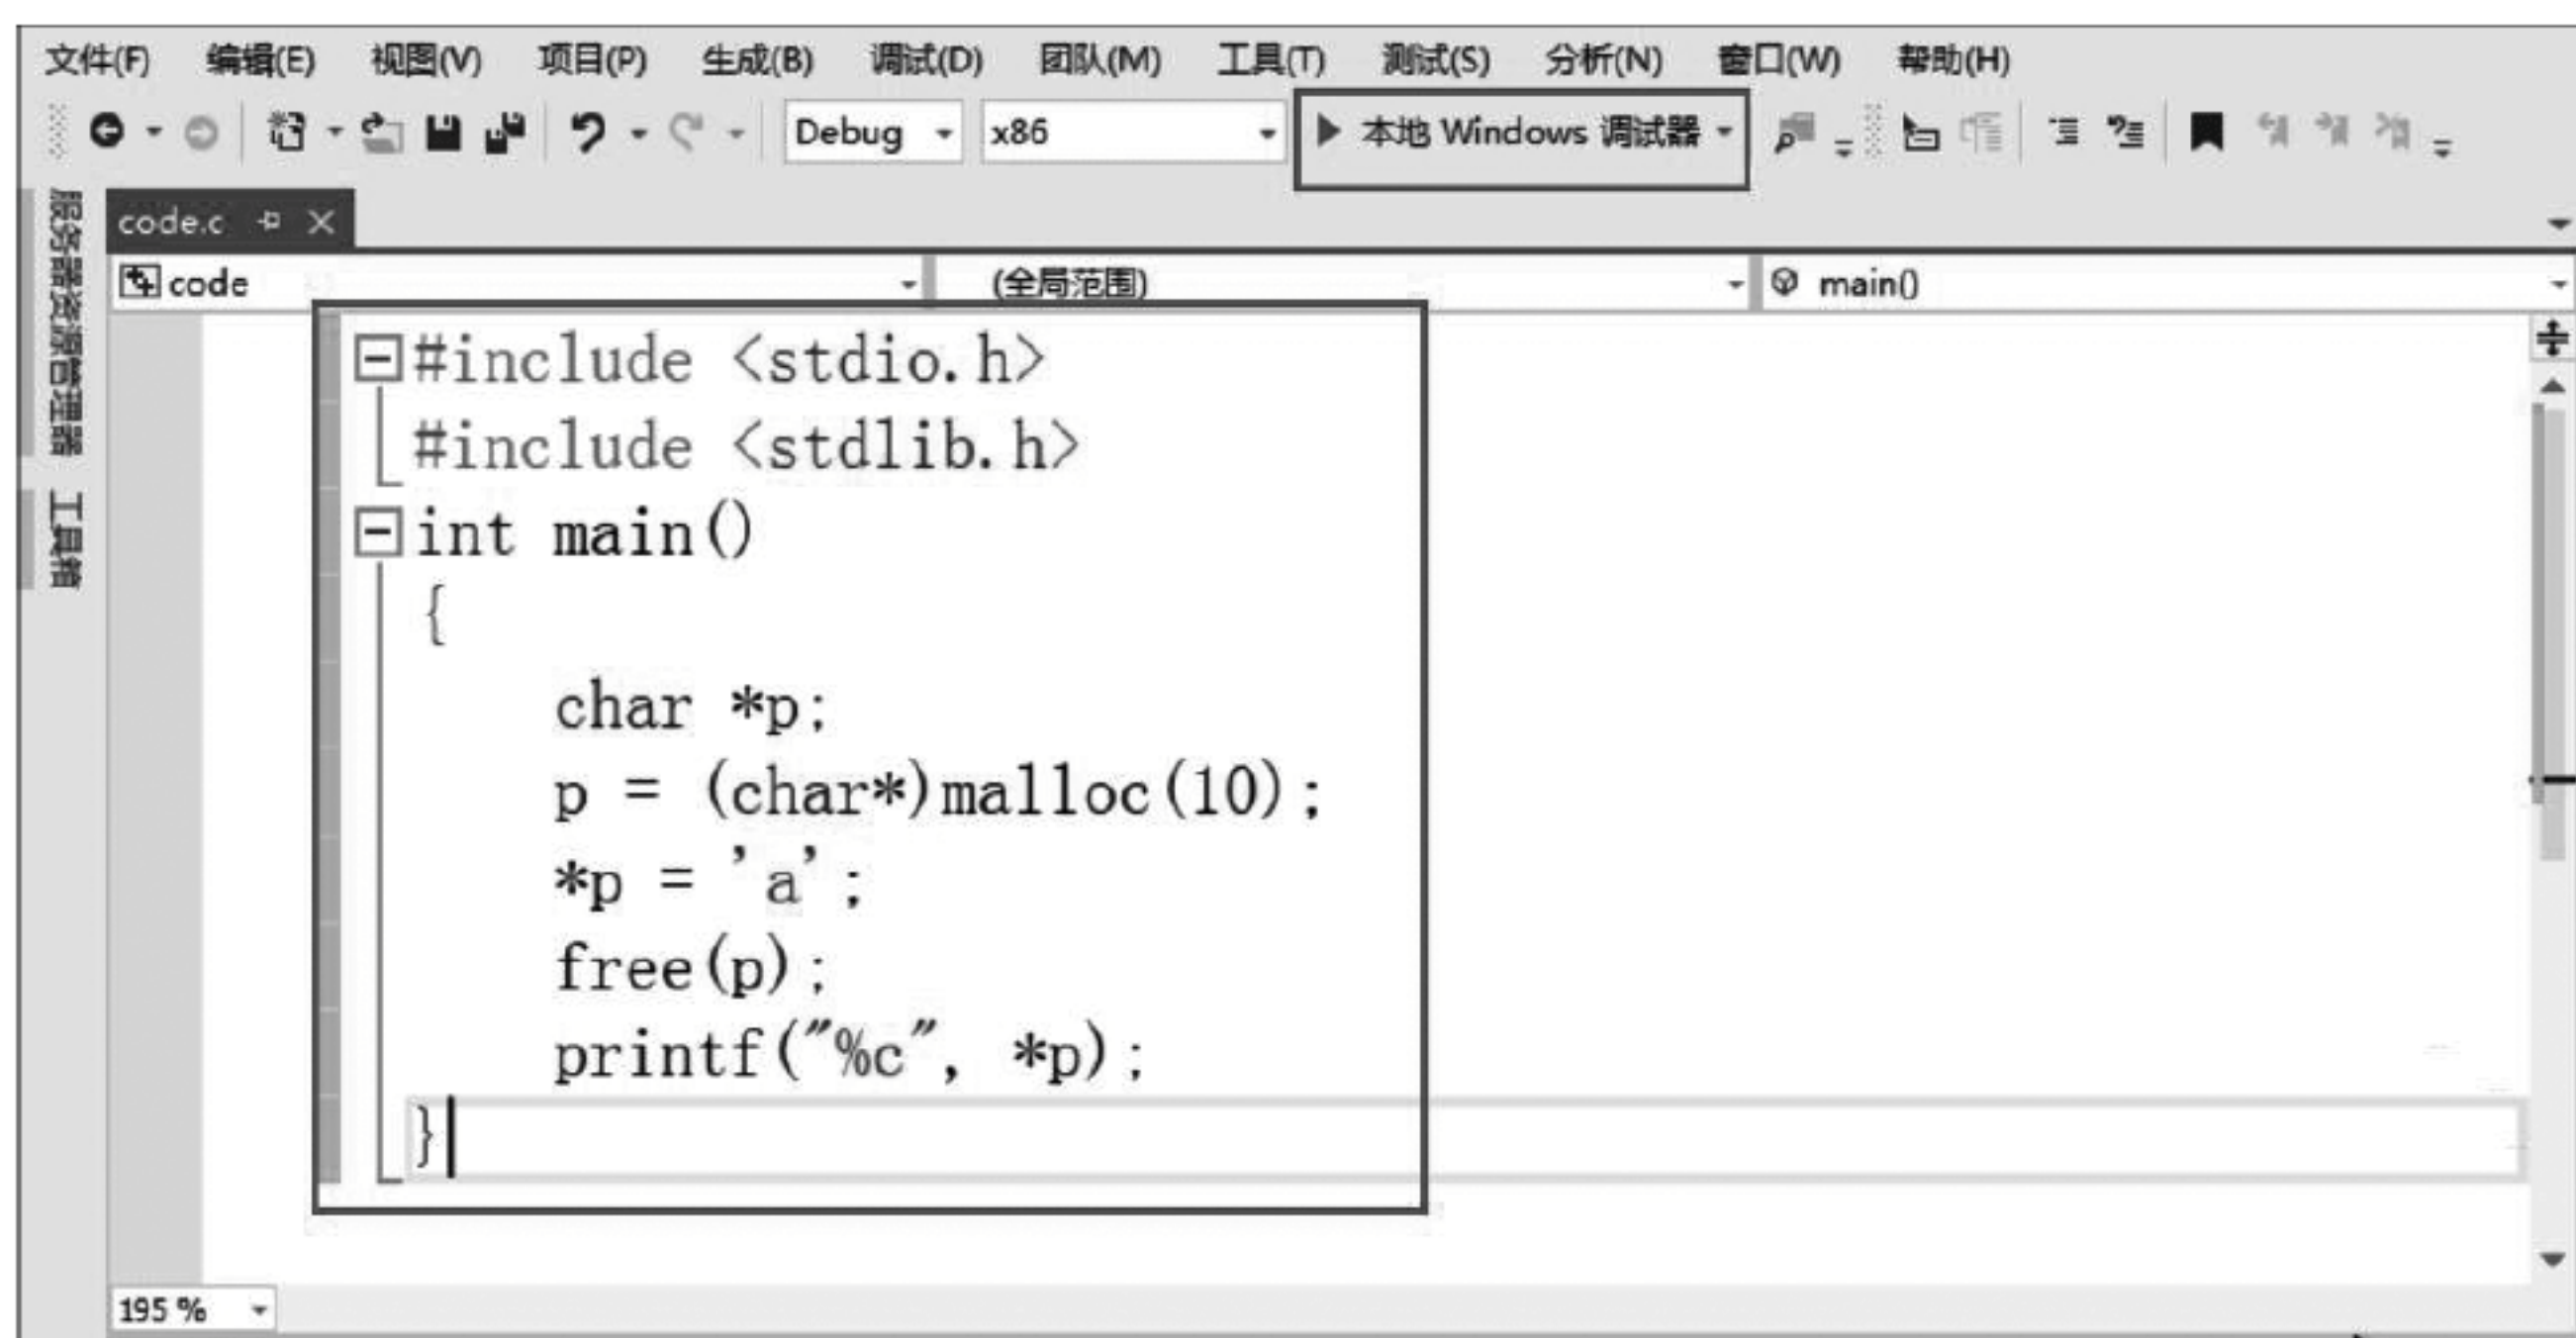 文件(F) 编辑(E) 视图(V) 项目(P) 生成(B) 调试(D) 团队(M) 工具(T) 测试(S) 分析(N) 窗口(W) 帮助(H)
Debug x86 本地 Windows 调试器
服务器资源管理器 工具箱
code.c
code (全局范围) main()
#include <stdio.h>
#include <stdlib.h>
int main()
{
char *p;
p = (char*)malloc(10);
*p = 'a';
free(p);
printf("%c", *p);
}
195 %